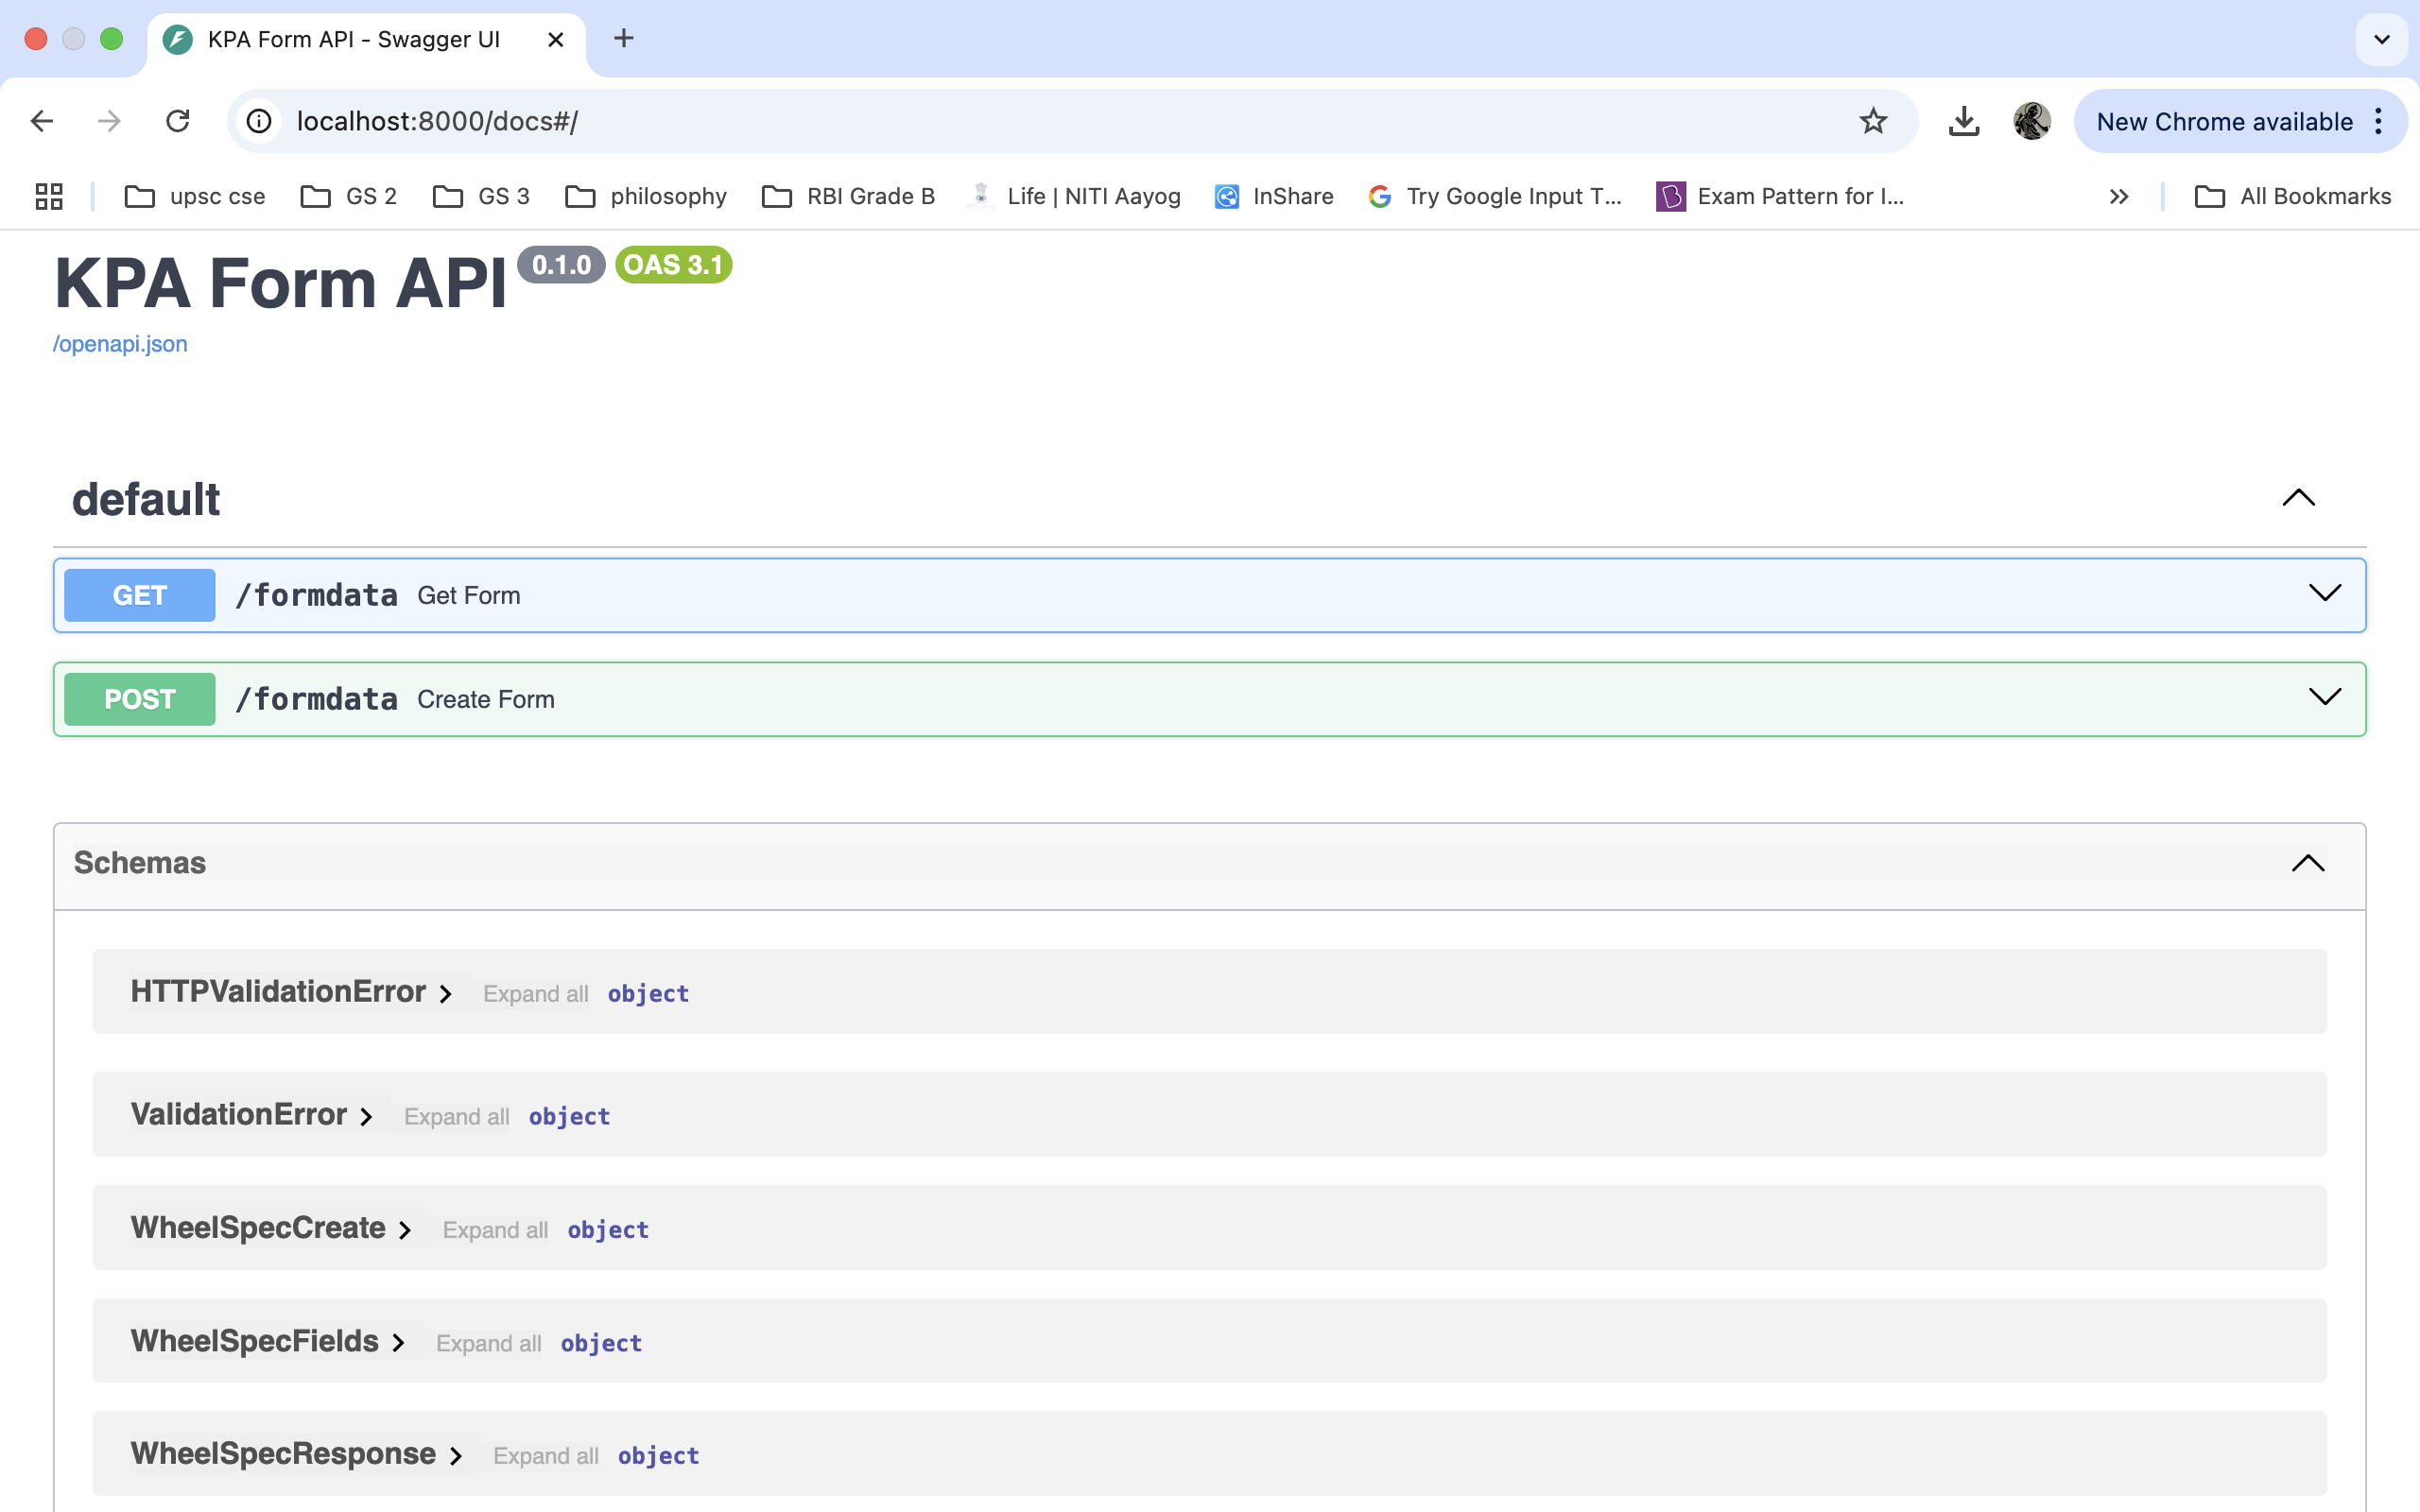 KPA Form API - Swagger UI
localhost:8000/docs#/
New Chrome available
upsc cse GS 2 GS 3 philosophy RBI Grade B Life | NITI Aayog InShare Try Google Input T... Exam Pattern for I... All Bookmarks
KPA Form API 0.1.0 OAS 3.1
/openapi.json
default
GET /formdata Get Form
POST /formdata Create Form
Schemas
HTTPValidationError Expand all object
ValidationError Expand all object
WheelSpecCreate Expand all object
WheelSpecFields Expand all object
WheelSpecResponse Expand all object